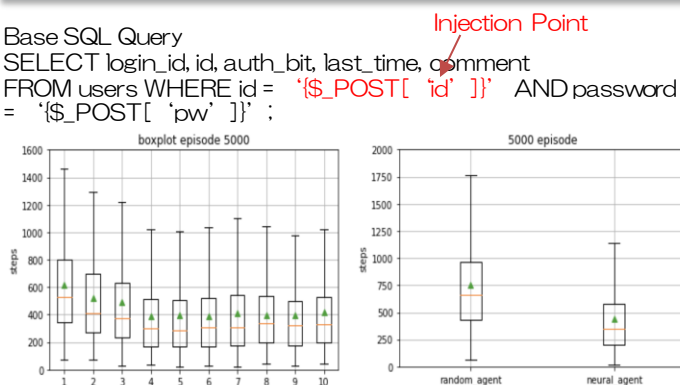 Injection Point
Base SQL Query
SELECT login_id, id, auth_bit, last_time, comment
FROM users WHERE id = ‘{$_POST[ ‘id’ ]}’ AND password
= ‘{$_POST[ ‘pw’ ]}’ ;
boxplot episode 5000
1600
1400
1200
1000
800
600
400
200
0
steps
1 2 3 4 5 6 7 8 9 10
5000 episode
2000
1750
1500
1250
1000
750
500
250
0
steps
random agent neural agent